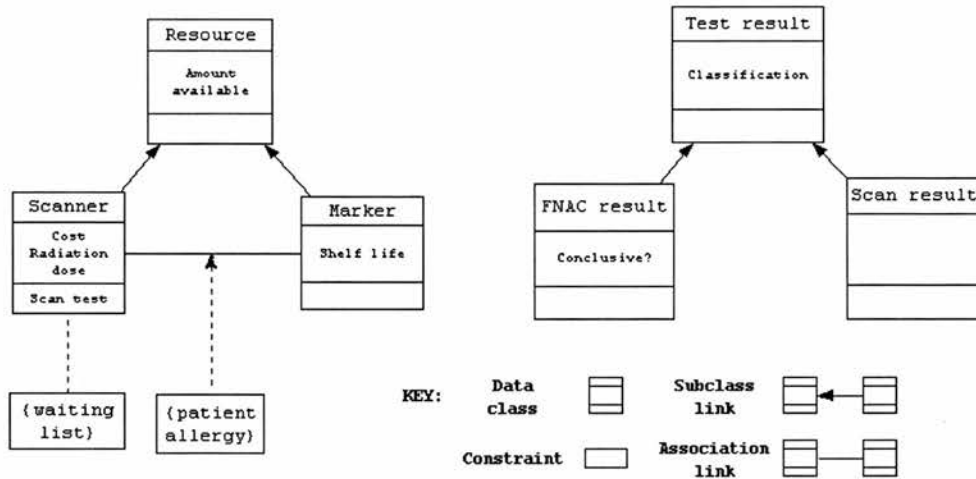 Resource
Amount
available
Test result
Classification
Scanner
Cost
Radiation
dose
Scan test
Marker
Shelf life
FNAC result
Conclusive?
Scan result
{waiting
list}
{patient
allergy}
KEY:
Data
class
Subclass
link
Constraint
Association
link